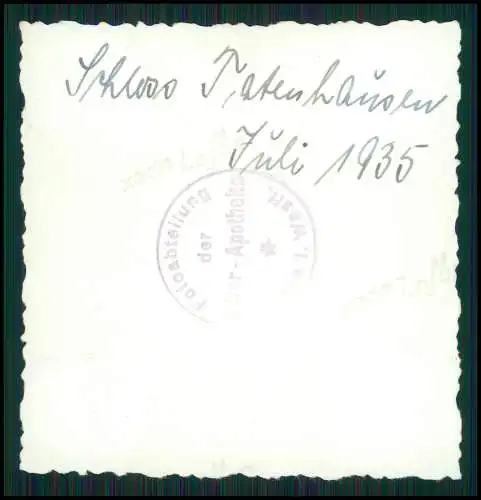 Schloss Tatenhausen
Juli 1935
Fotoabteilung
der
Apotheke
i. Westf.